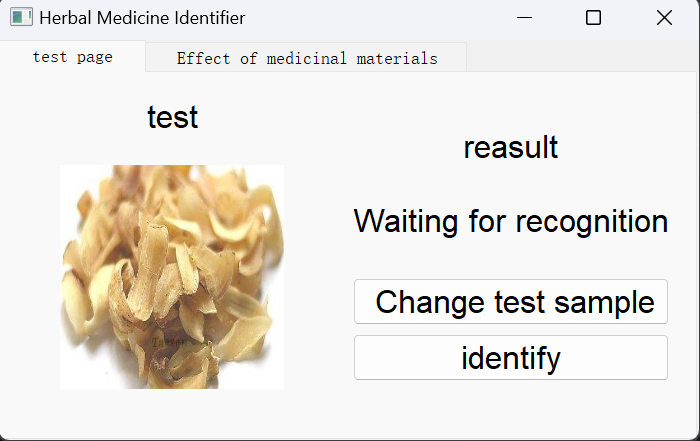 Herbal Medicine Identifier
test page
Effect of medicinal materials
test
reasult
Waiting for recognition
Change test sample
identify